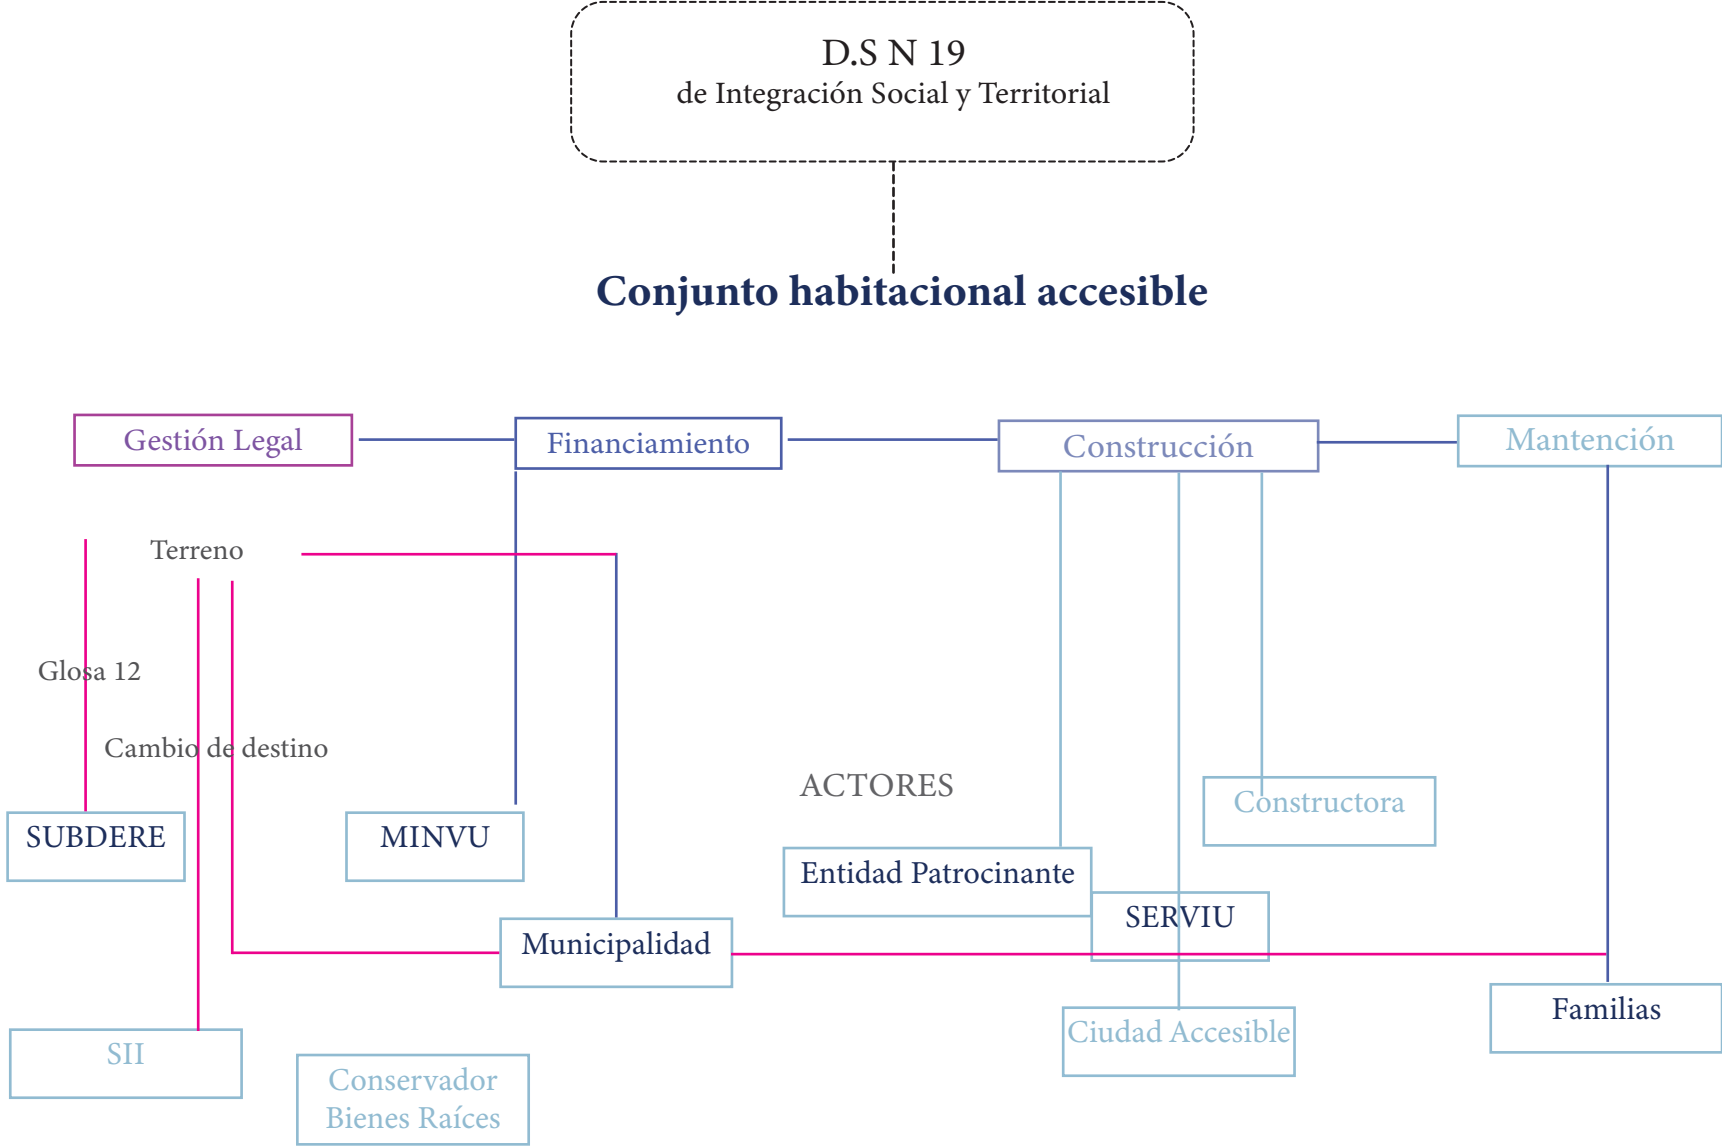 D.S N 19
de Integración Social y Territorial
Conjunto habitacional accesible
Gestión Legal
Financiamiento
Construcción
Mantención
Terreno
Glosa 12
Cambio de destino
ACTORES
SUBDERE
MINVU
Constructora
Entidad Patrocinante
SERVIU
Municipalidad
Familias
Ciudad Accesible
SII
Conservador
Bienes Raíces